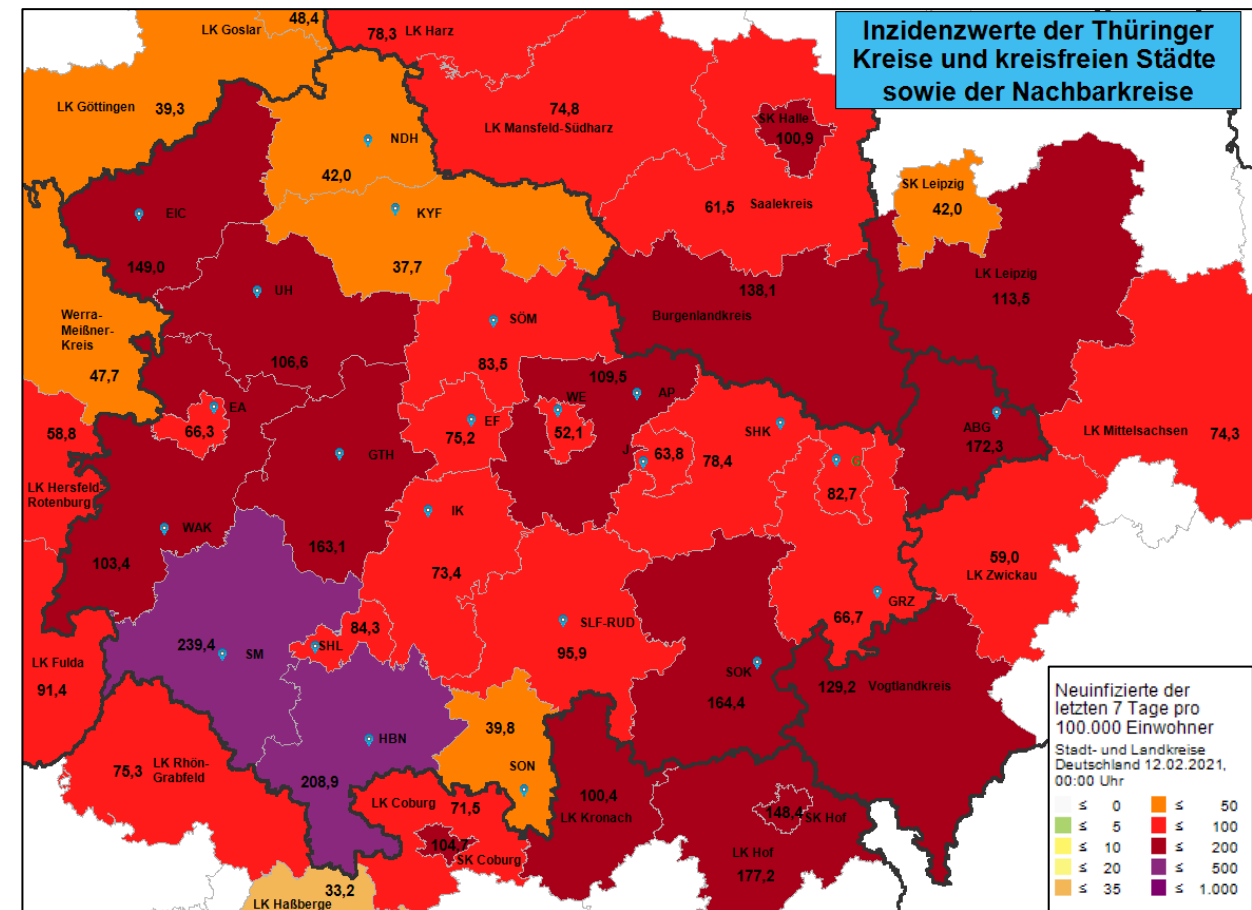 Inzidenzwerte der Thüringer
Kreise und kreisfreien Städte
sowie der Nachbarkreise
LK Goslar
48,4
78,3
LK Harz
LK Göttingen
39,3
74,8
LK Mansfeld-Südharz
SK Halle
100,9
NDH
42,0
SK Leipzig
42,0
EIC
149,0
KYF
37,7
61,5
Saalekreis
LK Leipzig
113,5
UH
106,6
138,1
Burgenlandkreis
Werra-
Meißner-
Kreis
47,7
SÖM
83,5
109,5
AP
WE
52,1
EA
66,3
EF
75,2
58,8
LK Hersfeld-
Rotenburg
GTH
163,1
J
63,8
SHK
78,4
G
82,7
ABG
172,3
LK Mittelsachsen
74,3
WAK
103,4
IK
73,4
59,0
LK Zwickau
GRZ
66,7
SLF-RUD
95,9
84,3
SHL
239,4
SM
LK Fulda
91,4
SOK
164,4
129,2
Vogtlandkreis
39,8
SON
HBN
208,9
75,3
LK Rhön-
Grabfeld
LK Coburg
71,5
104,7
SK Coburg
100,4
LK Kronach
148,4
SK Hof
LK Hof
177,2
33,2
LK Haßberge
Neuinfizierte der
letzten 7 Tage pro
100.000 Einwohner
Stadt- und Landkreise
Deutschland 12.02.2021,
00:00 Uhr
≤ 0 ≤ 50
≤ 5 ≤ 100
≤ 10 ≤ 200
≤ 20 ≤ 500
≤ 35 ≤ 1.000